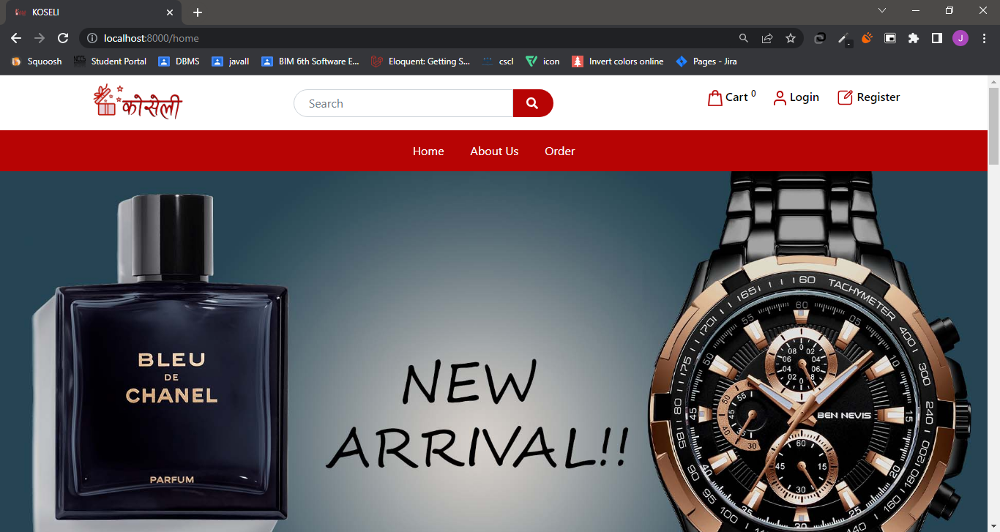 KOSELI
localhost:8000/home
Squoosh Student Portal DBMS javaII BIM 6th Software E... Eloquent: Getting S... cscl icon Invert colors online Pages - Jira
कोसेली
Search
Cart 0 Login Register
Home About Us Order
BLEU
DE
CHANEL
PARFUM
NEW
ARRIVAL!!
TACHYMETER
BEN NEVIS